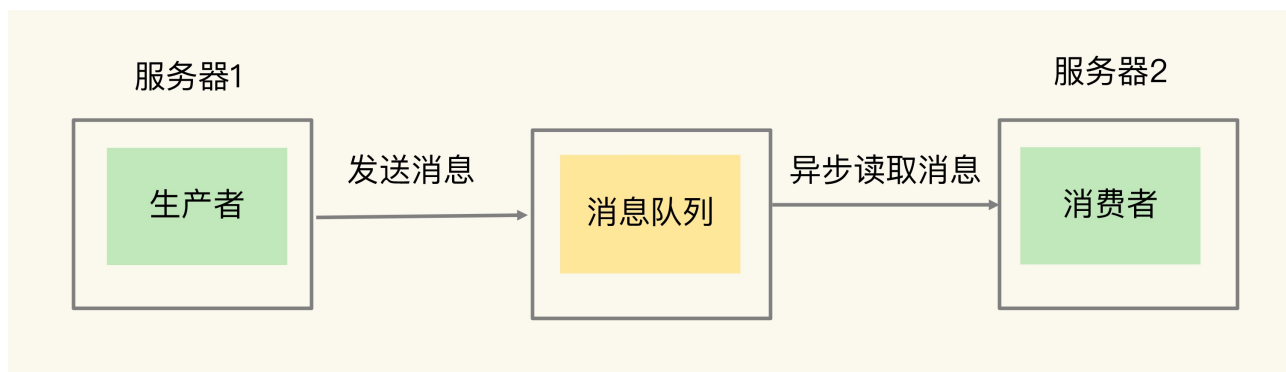 服务器1
服务器2
生产者
发送消息
消息队列
异步读取消息
消费者